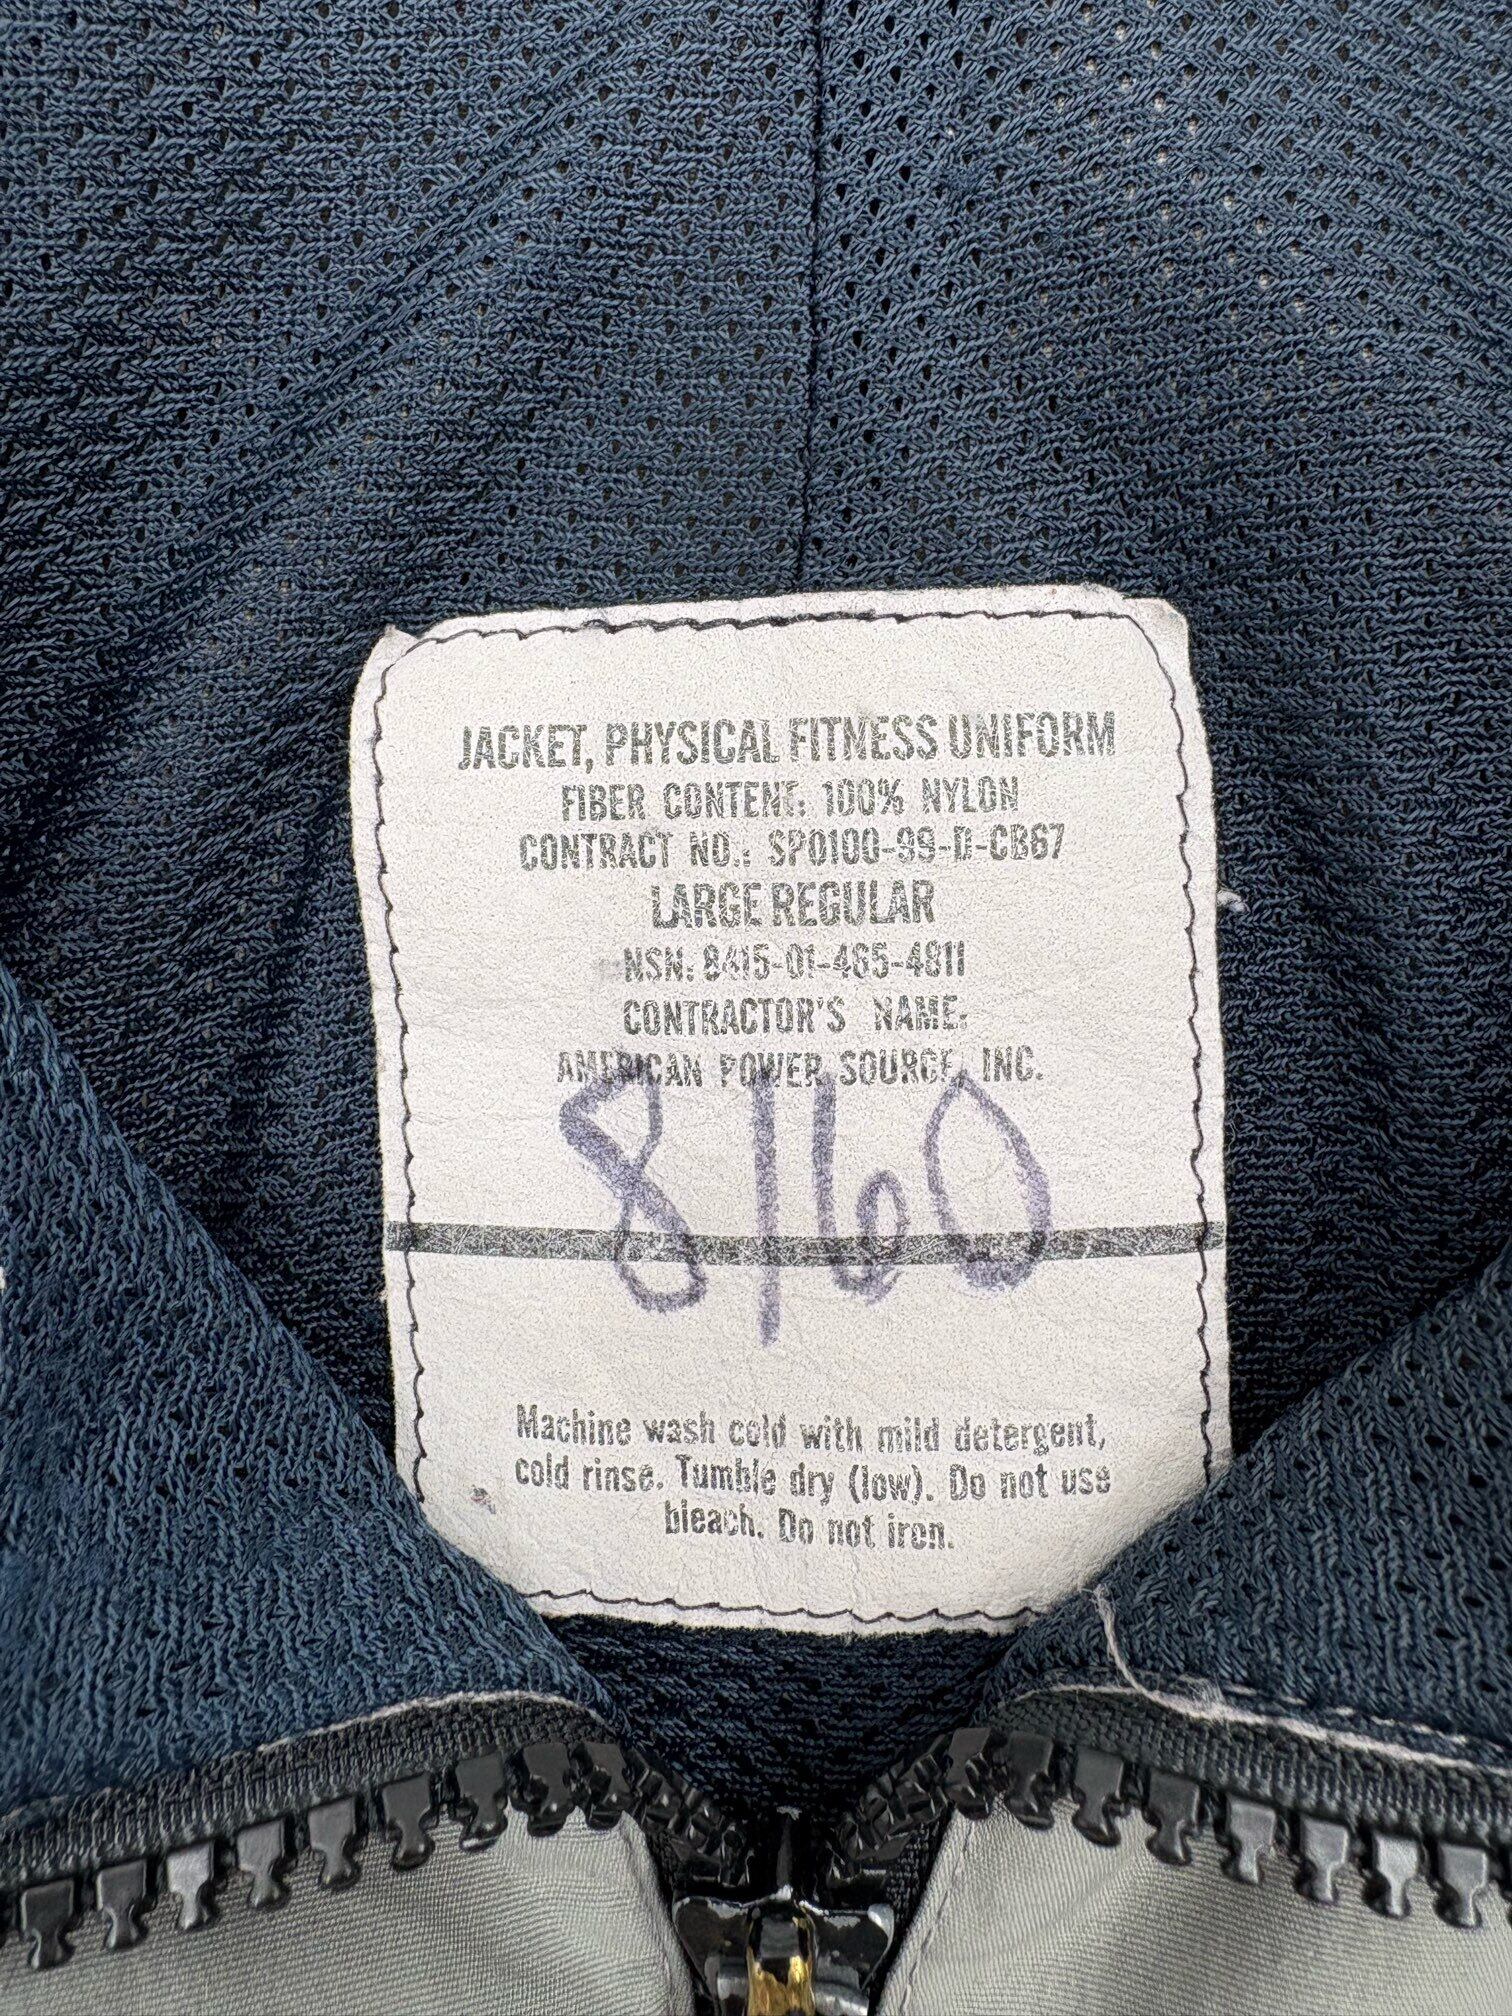 JACKET, PHYSICAL FITNESS UNIFORM
FIBER CONTENT: 100% NYLON
CONTRACT NO.: SP0100-99-D-CB67
LARGE REGULAR
NSN: 8415-01-465-4811
CONTRACTOR'S NAME:
AMERICAN POWER SOURCE, INC.
8160
Machine wash cold with mild detergent,
cold rinse. Tumble dry (low). Do not use
bleach. Do not iron.